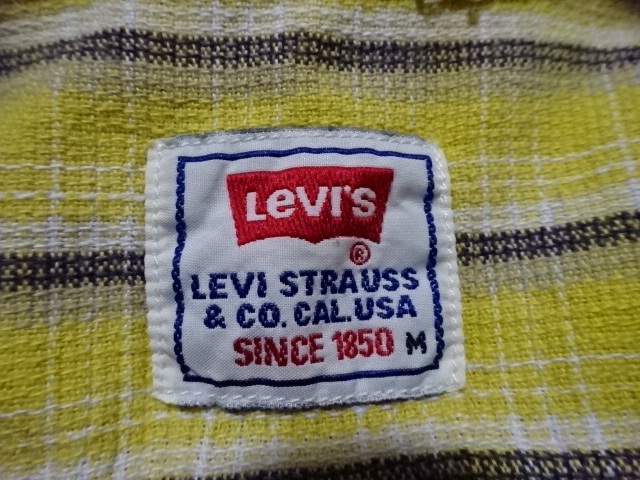 Levi's
®
LEVI STRAUSS
& CO. CAL. USA
SINCE 1850 M